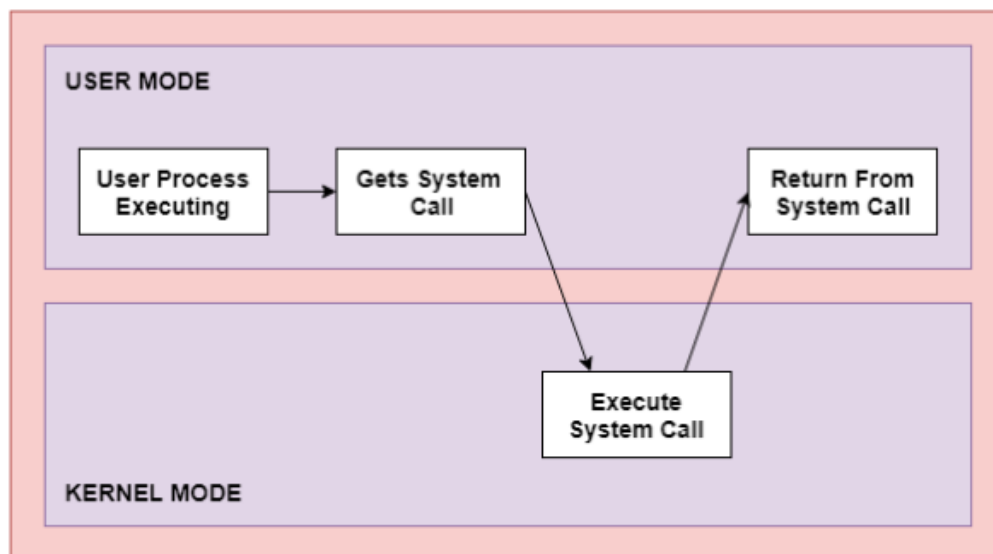 USER MODE
User Process
Executing
Gets System
Call
Return From
System Call
Execute
System Call
KERNEL MODE